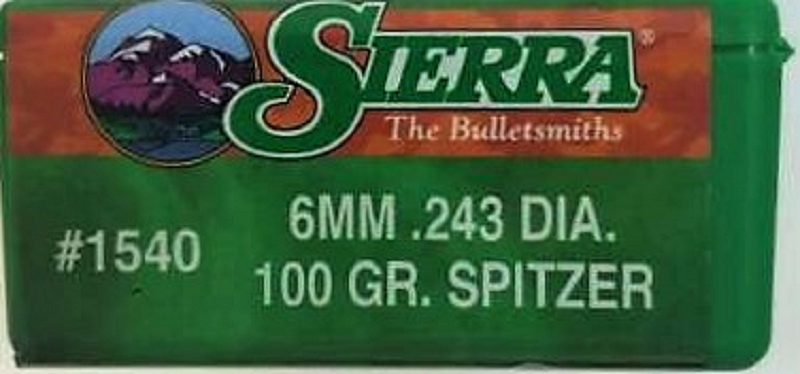 SIERRA®
The Bulletsmiths
#1540
6MM .243 DIA.
100 GR. SPITZER